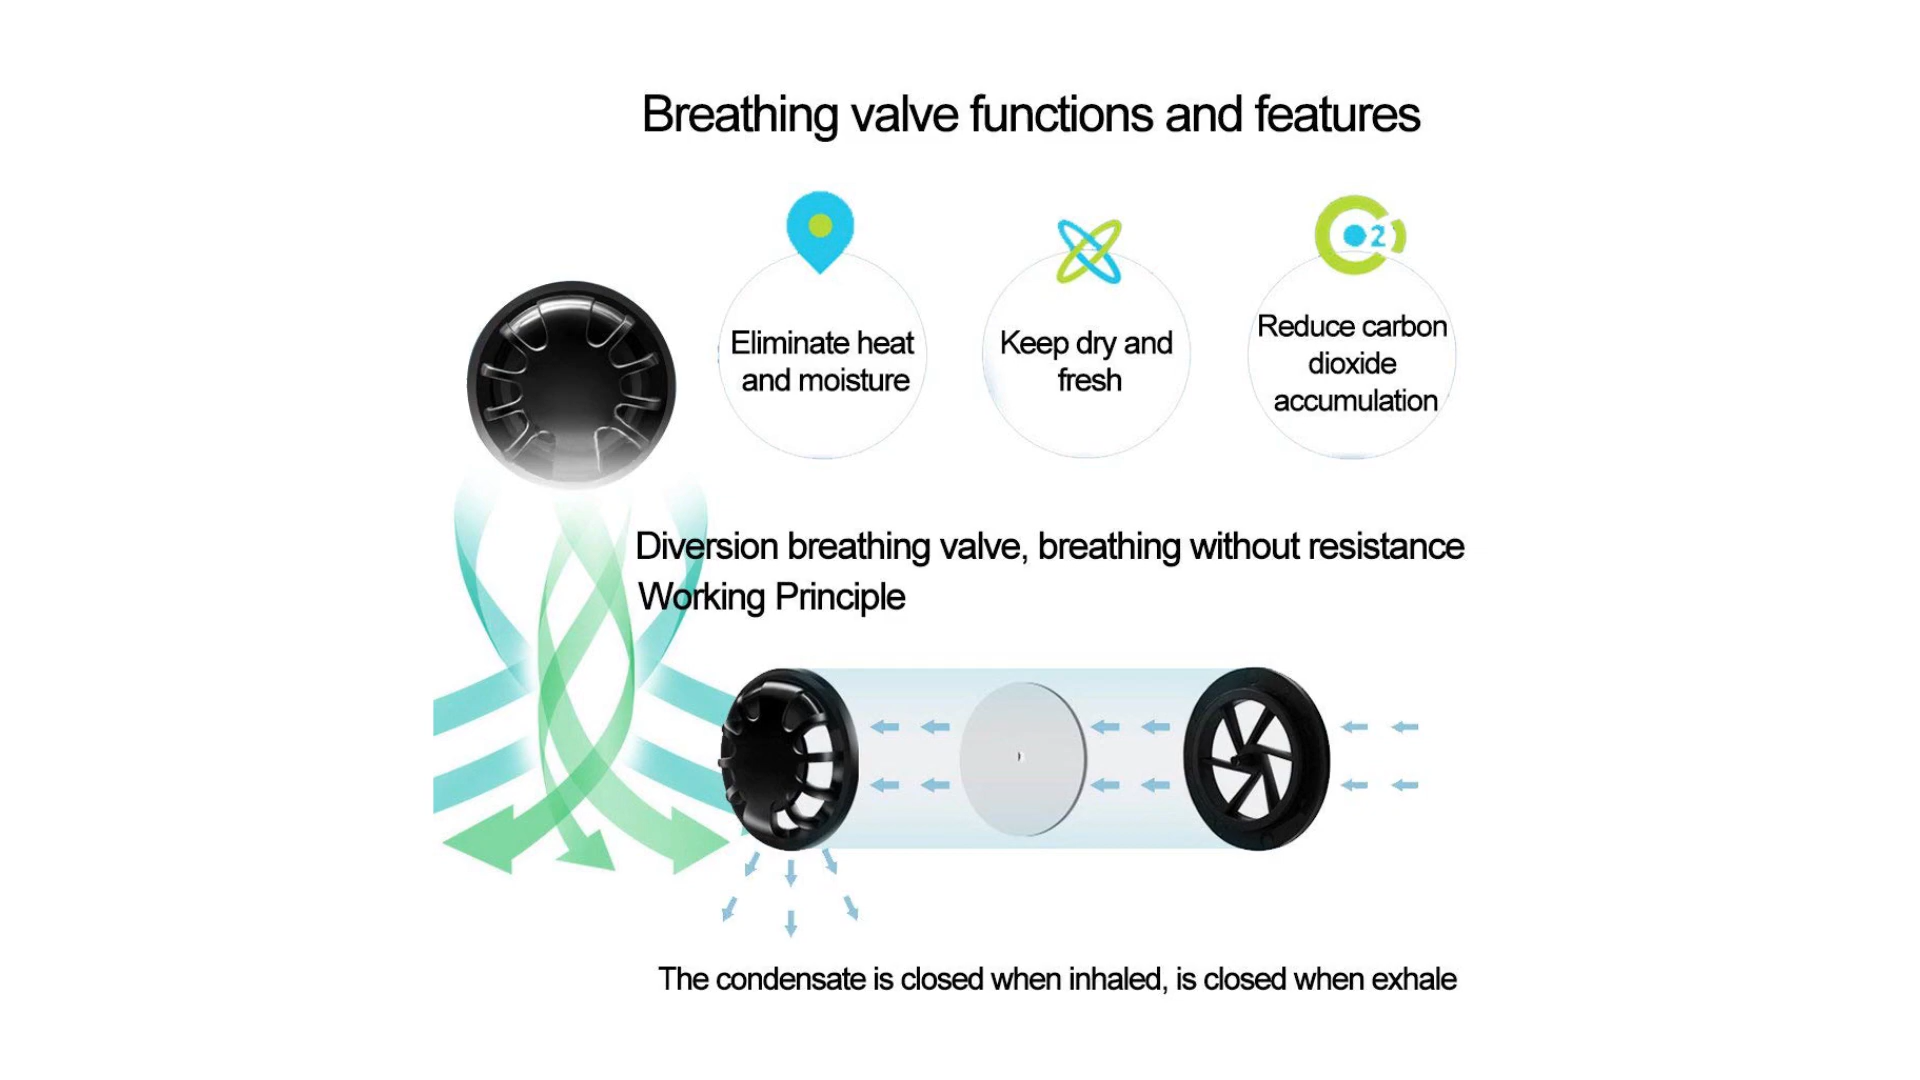 Breathing valve functions and features
2
Eliminate heat
and moisture
Keep dry and
fresh
Reduce carbon
dioxide
accumulation
Diversion breathing valve, breathing without resistance
Working Principle
The condensate is closed when inhaled, is closed when exhale